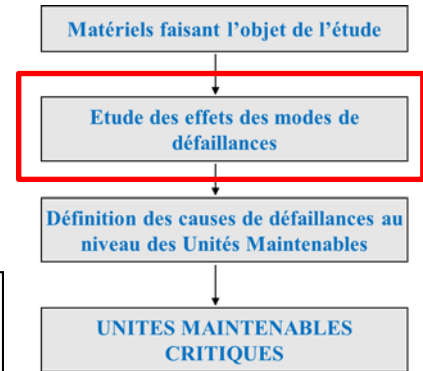 Matériels faisant l’objet de l’étude
Etude des effets des modes de
défaillances
Définition des causes de défaillances au
niveau des Unités Maintenables
UNITES MAINTENABLES
CRITIQUES